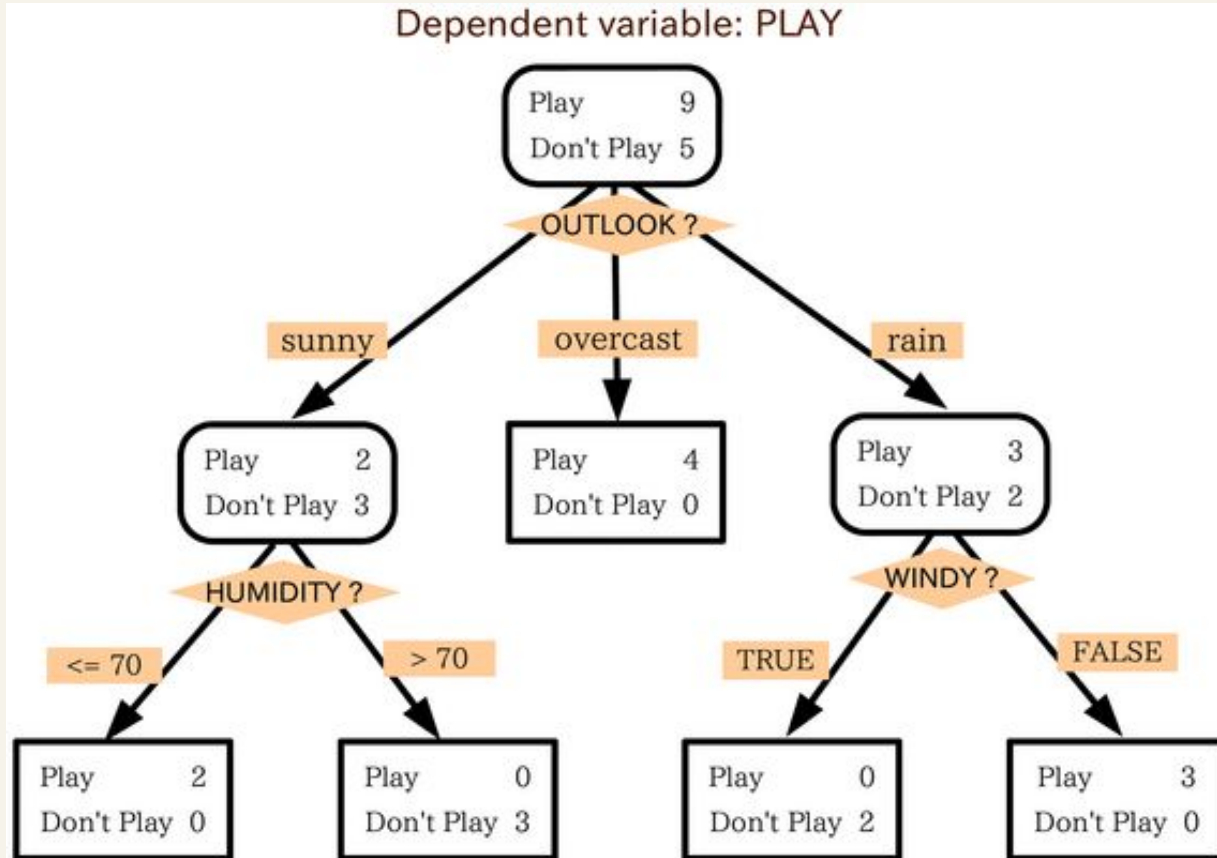 Dependent variable: PLAY
Play 9
Don't Play 5
OUTLOOK ?
sunny
overcast
rain
Play 2
Don't Play 3
Play 4
Don't Play 0
Play 3
Don't Play 2
HUMIDITY ?
WINDY ?
<= 70
> 70
TRUE
FALSE
Play 2
Don't Play 0
Play 0
Don't Play 3
Play 0
Don't Play 2
Play 3
Don't Play 0